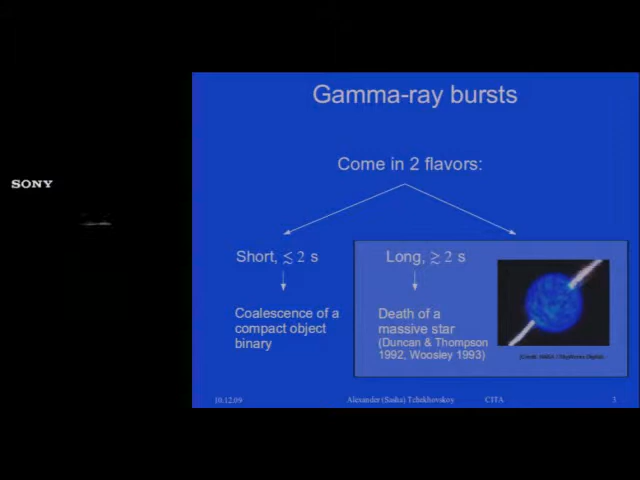 Gamma-ray bursts
Come in 2 flavors:
SONY
Short, ≲ 2 s
Long, ≳ 2 s
Coalescence of a
compact object
binary
Death of a
massive star
(Duncan & Thompson
1992, Woosley 1993)
10.12.09
Alexander (Sasha) Tchekhovskoy
CITA
3